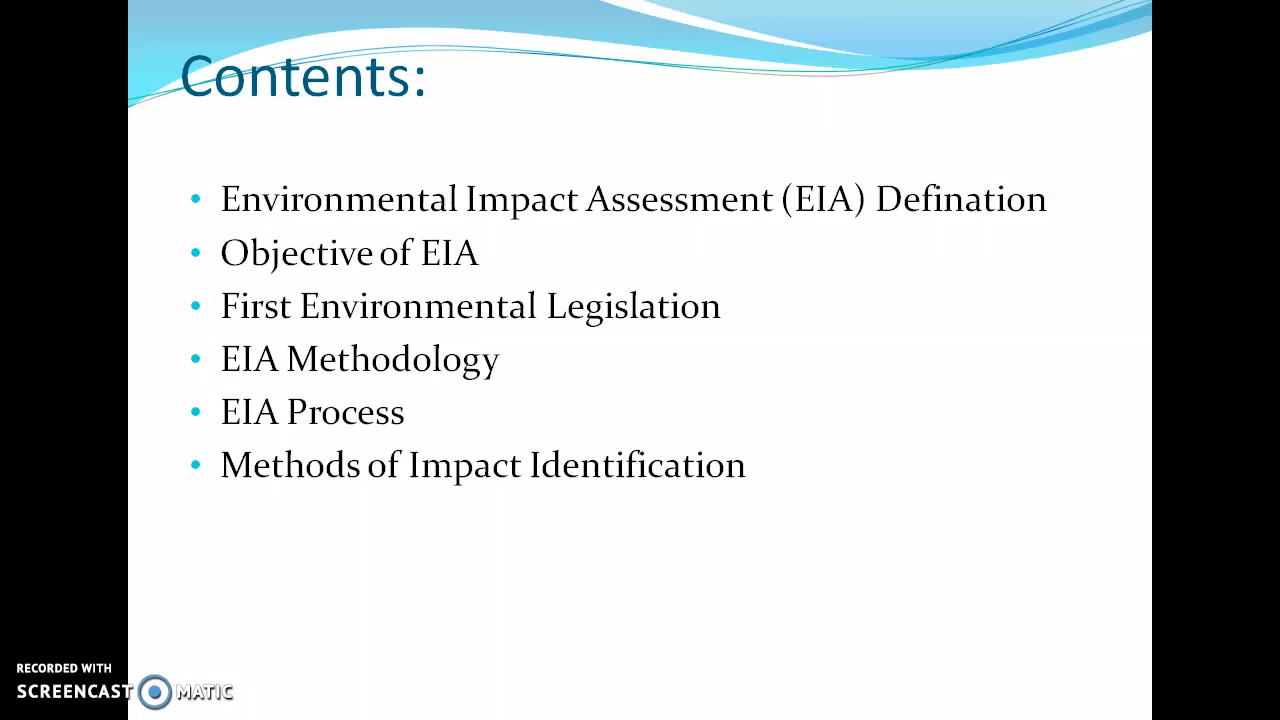 Contents:
• Environmental Impact Assessment (EIA) Defination
• Objective of EIA
• First Environmental Legislation
• EIA Methodology
• EIA Process
• Methods of Impact Identification
RECORDED WITH
SCREENCAST MATIC